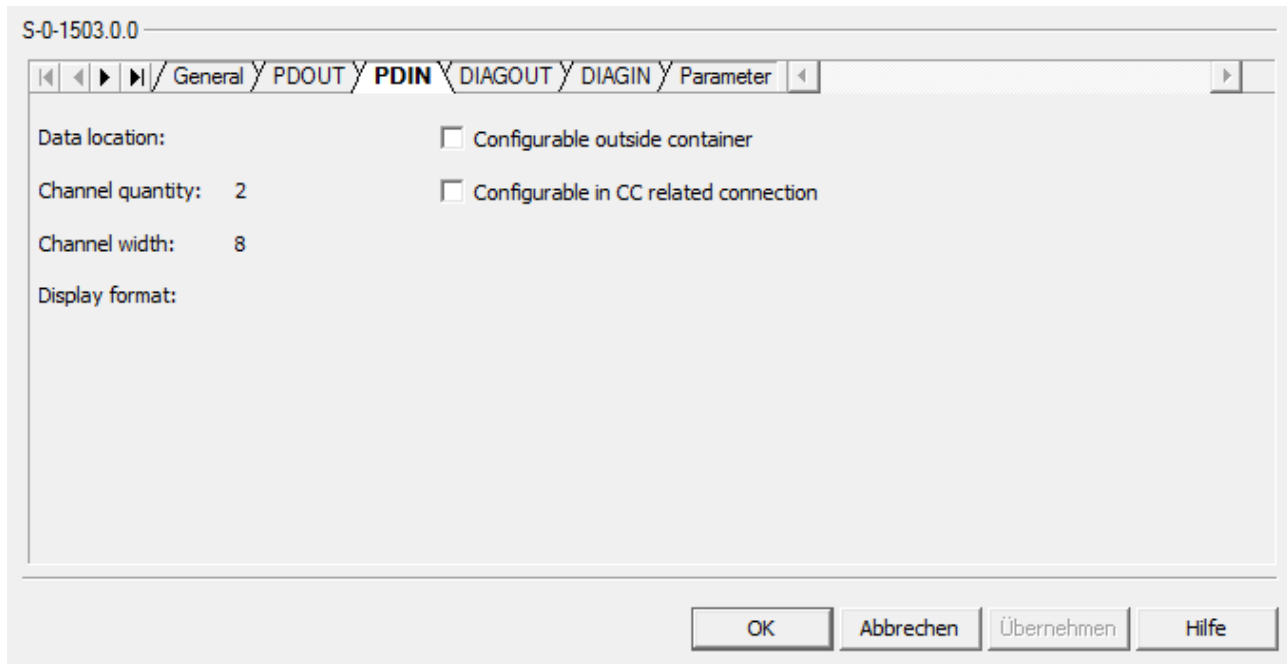 S-0-1503.0.0
General PDOUT PDIN DIAGOUT DIAGIN Parameter
Data location: Configurable outside container
Channel quantity: 2 Configurable in CC related connection
Channel width: 8
Display format:
OK Abbrechen Übernehmen Hilfe